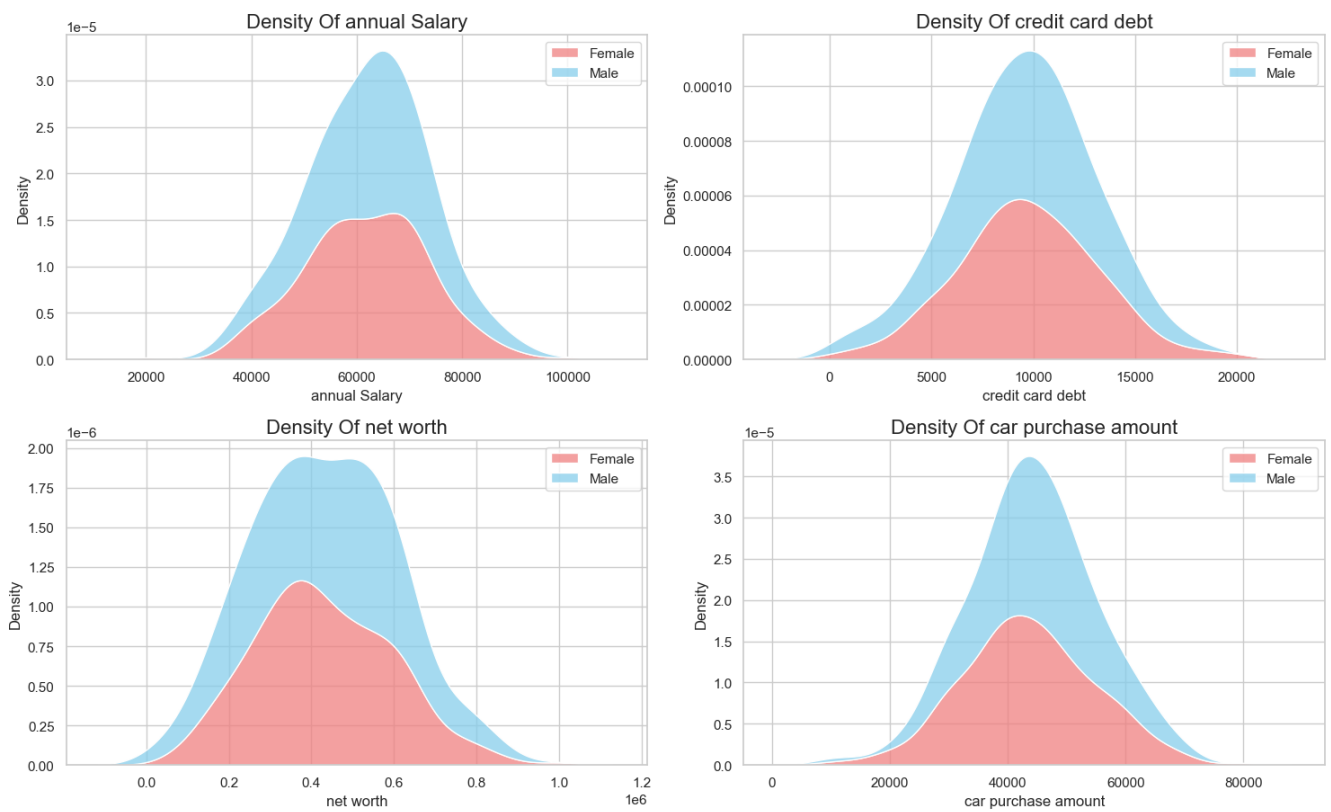 Density Of annual Salary
1e−5
Female
Male
3.0
2.5
2.0
1.5
1.0
0.5
0.0
Density
20000 40000 60000 80000 100000
annual Salary
Density Of credit card debt
Female
Male
0.00010
0.00008
0.00006
0.00004
0.00002
0.00000
Density
0 5000 10000 15000 20000
credit card debt
Density Of net worth
1e−6
Female
Male
2.00
1.75
1.50
1.25
1.00
0.75
0.50
0.25
0.00
Density
0.0 0.2 0.4 0.6 0.8 1.0 1.2
net worth
1e6
Density Of car purchase amount
1e−5
Female
Male
3.5
3.0
2.5
2.0
1.5
1.0
0.5
0.0
Density
0 20000 40000 60000 80000
car purchase amount